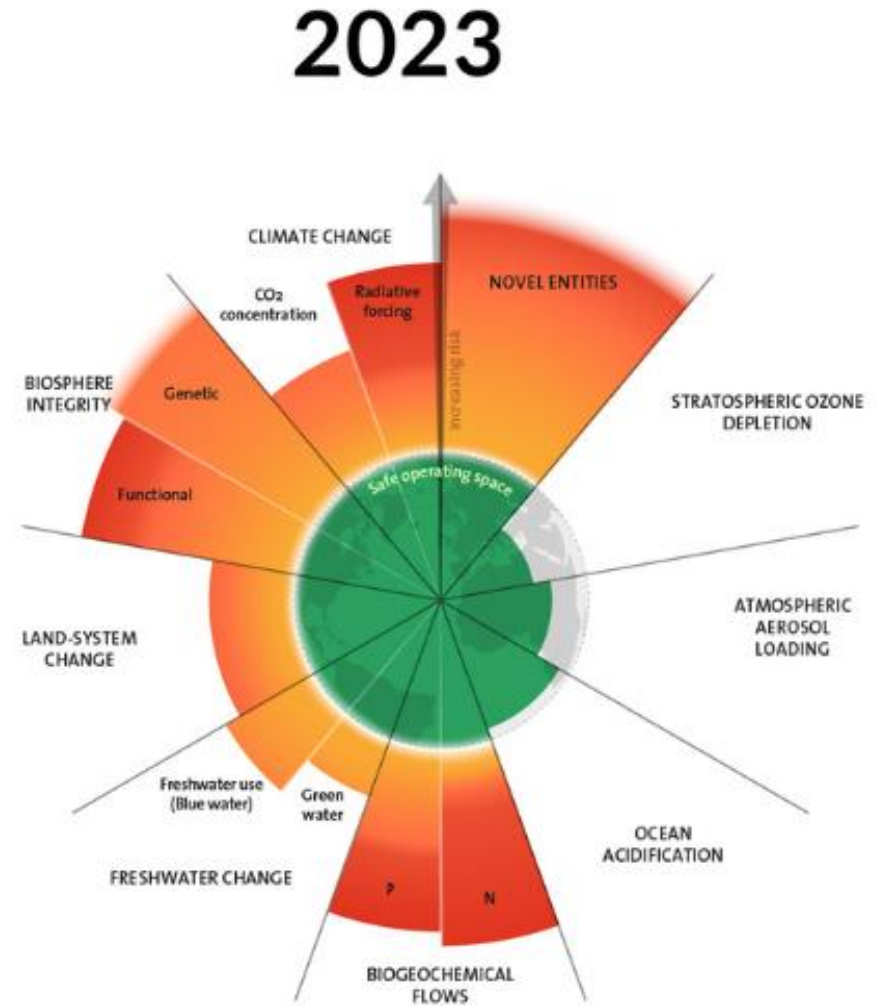 2023
CLIMATE CHANGE
CO2
concentration
Radiative
forcing
NOVEL ENTITIES
increasing risk
BIOSPHERE
INTEGRITY
Genetic
Functional
STRATOSPHERIC OZONE
DEPLETION
Safe operating space
ATMOSPHERIC
AEROSOL
LOADING
LAND-SYSTEM
CHANGE
Freshwater use
(Blue water)
Green
water
FRESHWATER CHANGE
OCEAN
ACIDIFICATION
P
N
BIOGEOCHEMICAL
FLOWS